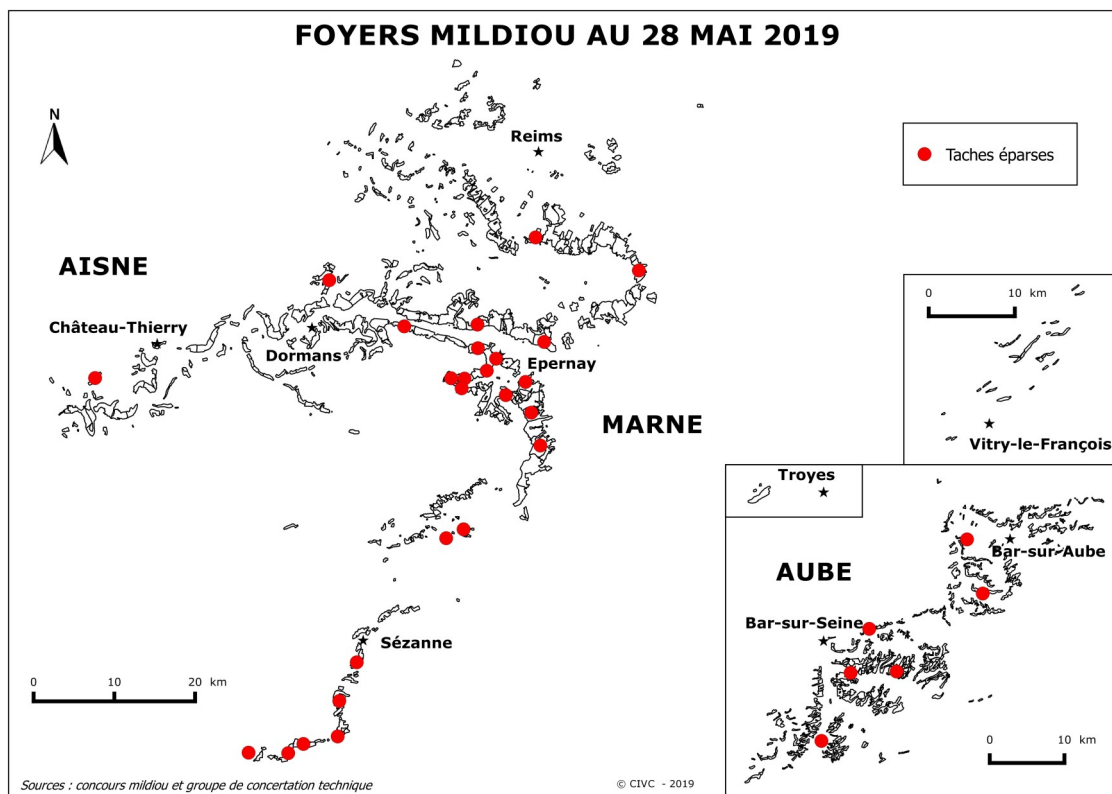 FOYERS MILDIOU AU 28 MAI 2019
N
Reims
Taches éparses
AISNE
Château-Thierry
Dormans
Epernay
MARNE
0 10 km
Vitry-le-François
Troyes
Bar-sur-Aube
AUBE
Bar-sur-Seine
Sézanne
0 10 20 km
0 10 km
Sources : concours mildiou et groupe de concertation technique
© CIVC - 2019